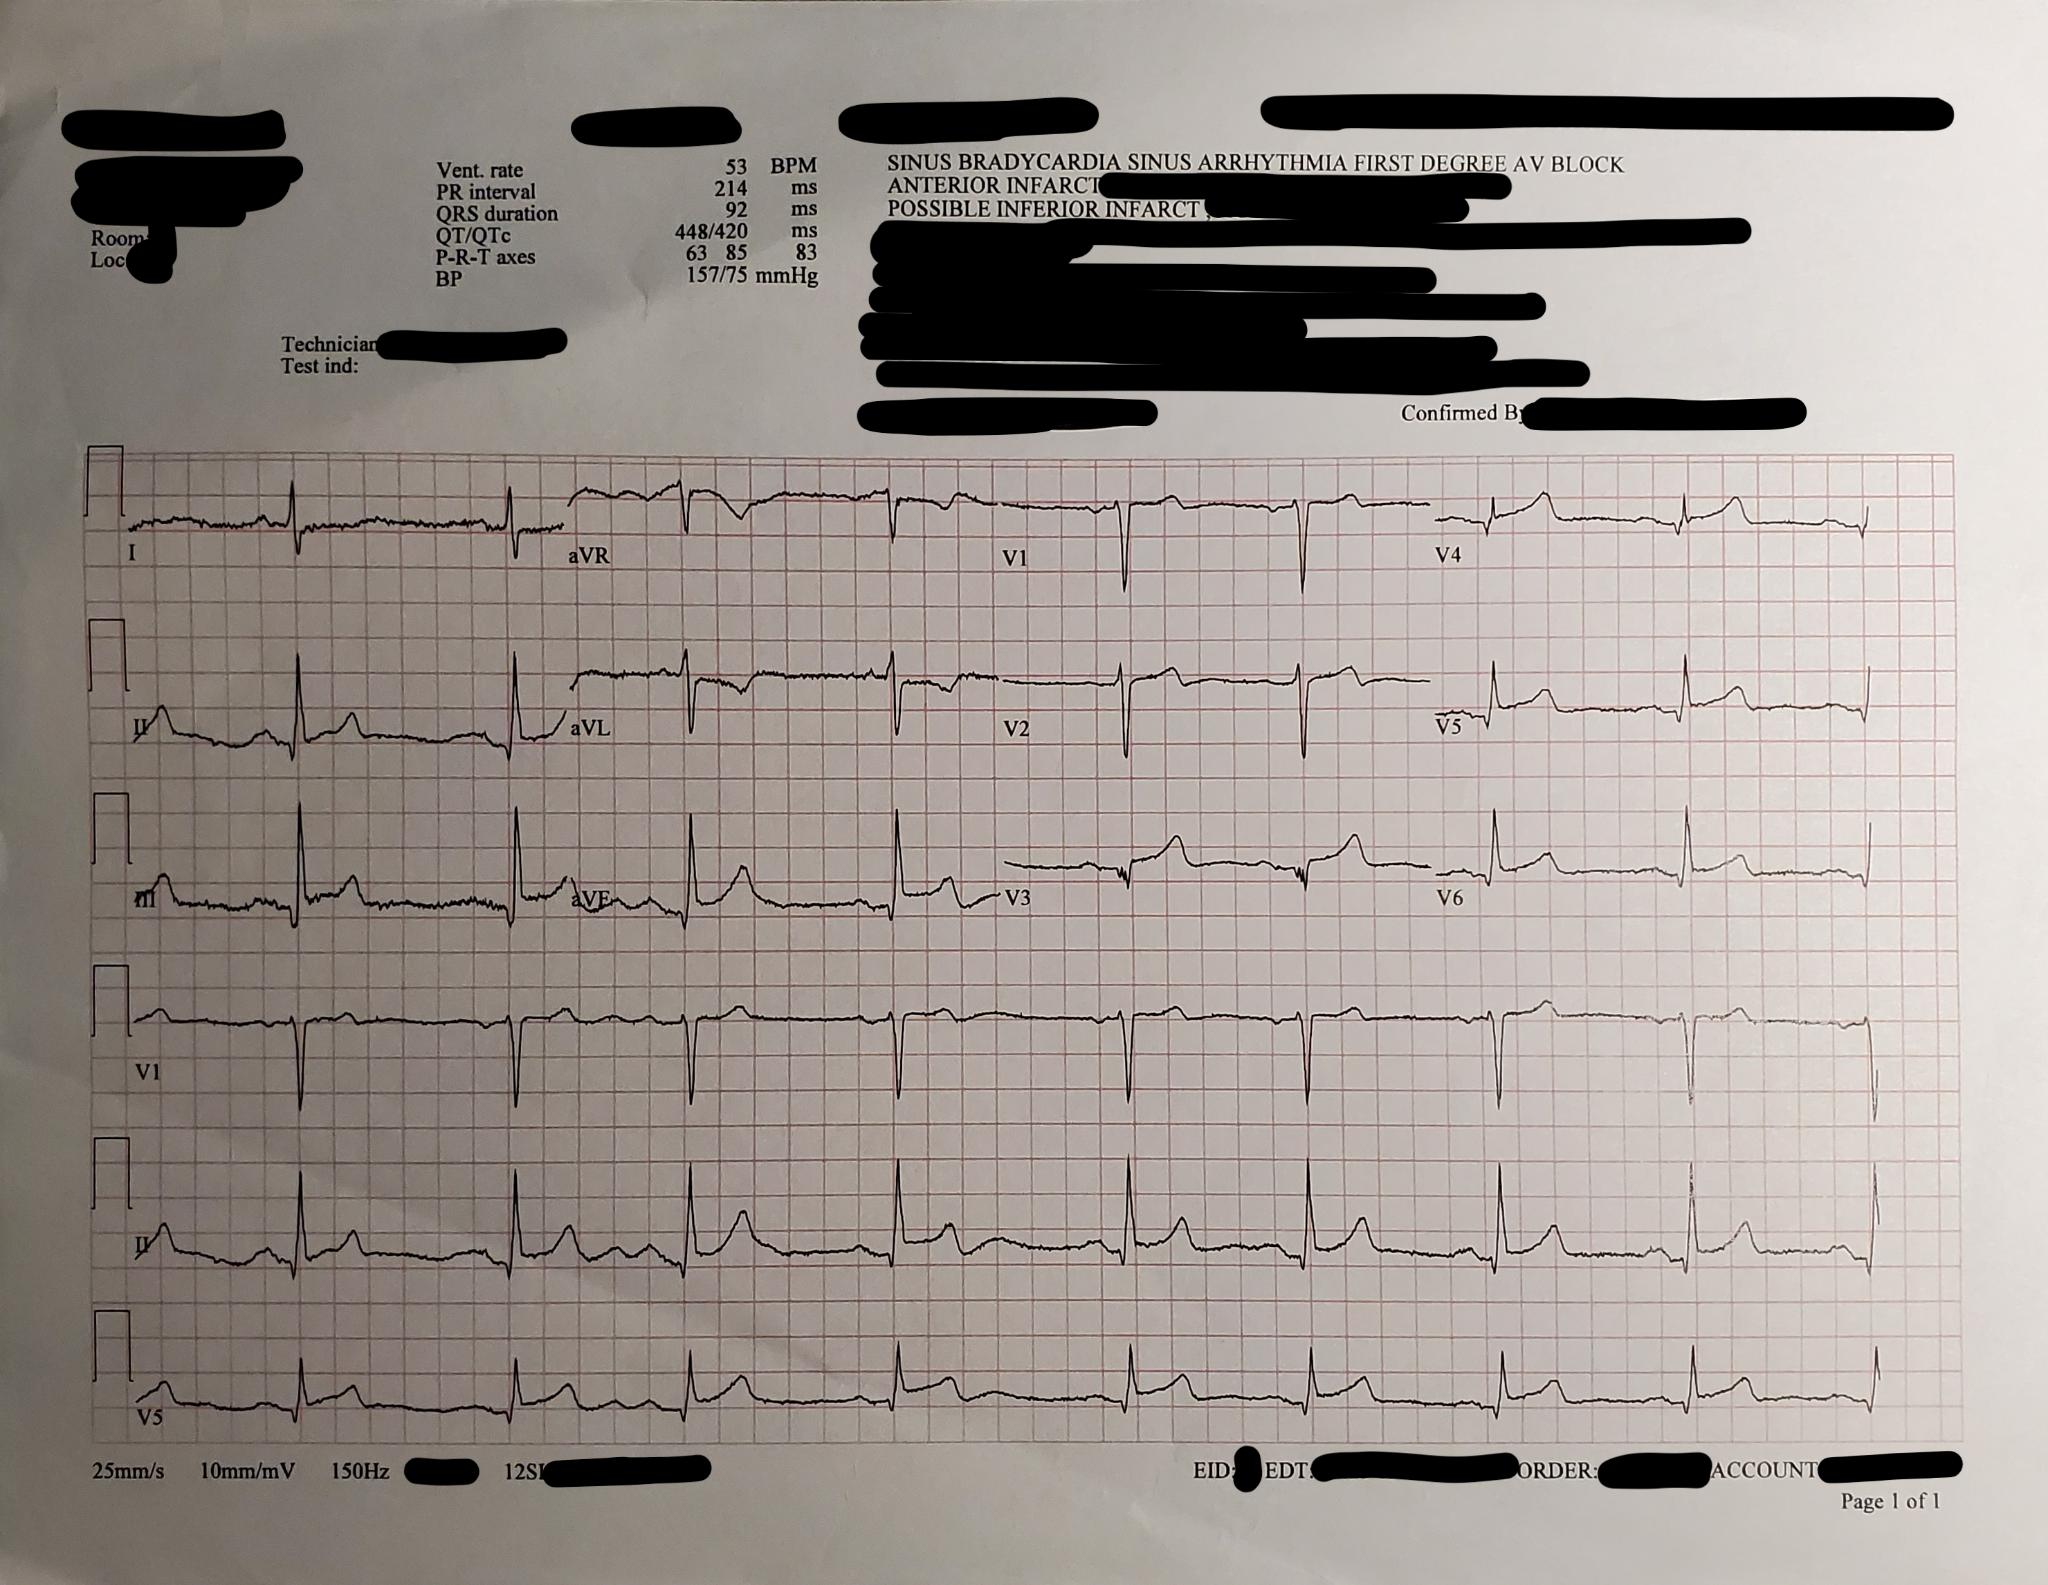 Vent. rate 53 BPM
PR interval 214 ms
QRS duration 92 ms
QT/QTc 448/420 ms
P-R-T axes 63 85 83
BP 157/75 mmHg
SINUS BRADYCARDIA SINUS ARRHYTHMIA FIRST DEGREE AV BLOCK
ANTERIOR INFARCT
POSSIBLE INFERIOR INFARCT ,
Room
Loc
Technician
Test ind:
Confirmed By
I aVR V1 V4
II aVL V2 V5
III aVF V3 V6
V1
II
V5
25mm/s 10mm/mV 150Hz 12SL EID: EDT: ORDER: ACCOUNT
Page 1 of 1